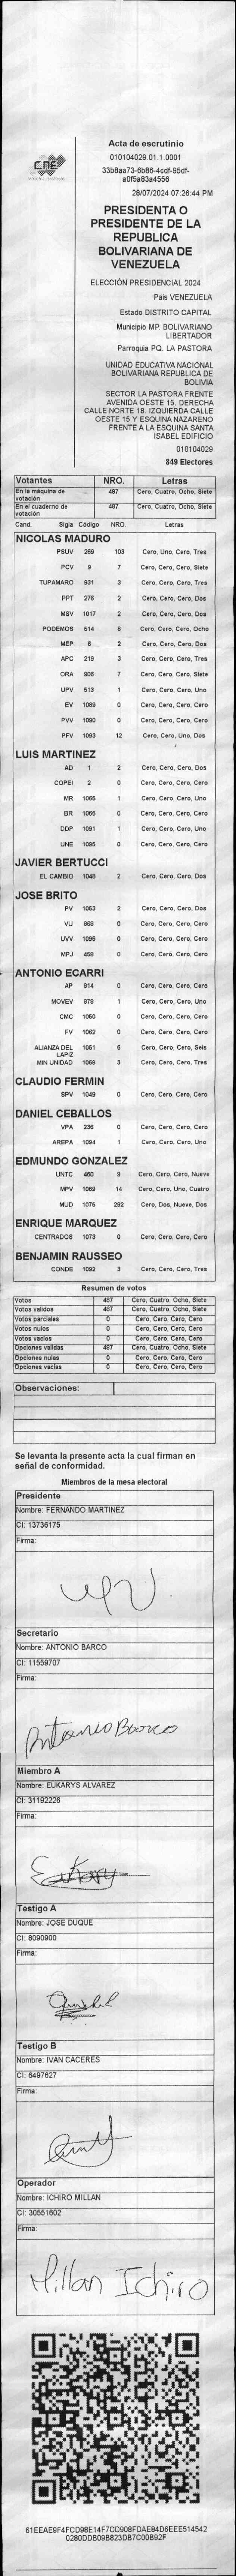 CNE
Acta de escrutinio
010104029.01.1.0001
33b8aa73-6b86-4cdf-95df-
a0f5a83a4556
28/07/2024 07:26:44 PM
PRESIDENTA O
PRESIDENTE DE LA
REPUBLICA
BOLIVARIANA DE
VENEZUELA
ELECCIÓN PRESIDENCIAL 2024
Pais VENEZUELA
Estado DISTRITO CAPITAL
Municipio MP. BOLIVARIANO
LIBERTADOR
Parroquia PQ. LA PASTORA
UNIDAD EDUCATIVA NACIONAL
BOLIVARIANA REPUBLICA DE
BOLIVIA
SECTOR LA PASTORA FRENTE
AVENIDA OESTE 15. DERECHA
CALLE NORTE 18. IZQUIERDA CALLE
OESTE 15 Y ESQUINA NAZARENO
FRENTE A LA ESQUINA SANTA
ISABEL EDIFICIO
010104029
849 Electores
Votantes NRO. Letras
En la máquina de votación 487 Cero, Cuatro, Ocho, Siete
En el cuaderno de votación 487 Cero, Cuatro, Ocho, Siete
Cand. Sigla Código NRO. Letras
NICOLAS MADURO
PSUV 269 103 Cero, Uno, Cero, Tres
PCV 9 7 Cero, Cero, Cero, Siete
TUPAMARO 931 3 Cero, Cero, Cero, Tres
PPT 276 2 Cero, Cero, Cero, Dos
MSV 1017 2 Cero, Cero, Cero, Dos
PODEMOS 514 8 Cero, Cero, Cero, Ocho
MEP 6 2 Cero, Cero, Cero, Dos
APC 219 3 Cero, Cero, Cero, Tres
ORA 906 7 Cero, Cero, Cero, Siete
UPV 513 1 Cero, Cero, Cero, Uno
EV 1089 0 Cero, Cero, Cero, Cero
PVV 1090 0 Cero, Cero, Cero, Cero
PFV 1093 12 Cero, Cero, Uno, Dos
LUIS MARTINEZ
AD 1 2 Cero, Cero, Cero, Dos
COPEI 2 0 Cero, Cero, Cero, Cero
MR 1065 1 Cero, Cero, Cero, Uno
BR 1066 0 Cero, Cero, Cero, Cero
DDP 1091 1 Cero, Cero, Cero, Uno
UNE 1095 0 Cero, Cero, Cero, Cero
JAVIER BERTUCCI
EL CAMBIO 1046 2 Cero, Cero, Cero, Dos
JOSE BRITO
PV 1053 2 Cero, Cero, Cero, Dos
VU 869 0 Cero, Cero, Cero, Cero
UVV 1096 0 Cero, Cero, Cero, Cero
MPJ 458 0 Cero, Cero, Cero, Cero
ANTONIO ECARRI
AP 914 0 Cero, Cero, Cero, Cero
MOVEV 978 1 Cero, Cero, Cero, Uno
CMC 1050 0 Cero, Cero, Cero, Cero
FV 1062 0 Cero, Cero, Cero, Cero
ALIANZA DEL LAPIZ 1051 6 Cero, Cero, Cero, Seis
MIN UNIDAD 1068 3 Cero, Cero, Cero, Tres
CLAUDIO FERMIN
SPV 1049 0 Cero, Cero, Cero, Cero
DANIEL CEBALLOS
VPA 236 0 Cero, Cero, Cero, Cero
AREPA 1094 1 Cero, Cero, Cero, Uno
EDMUNDO GONZALEZ
UNTC 460 9 Cero, Cero, Cero, Nueve
MPV 1069 14 Cero, Cero, Uno, Cuatro
MUD 1075 292 Cero, Dos, Nueve, Dos
ENRIQUE MARQUEZ
CENTRADOS 1073 0 Cero, Cero, Cero, Cero
BENJAMIN RAUSSEO
CONDE 1092 3 Cero, Cero, Cero, Tres
Resumen de votos
Votos 487 Cero, Cuatro, Ocho, Siete
Votos validos 487 Cero, Cuatro, Ocho, Siete
Votos parciales 0 Cero, Cero, Cero, Cero
Votos nulos 0 Cero, Cero, Cero, Cero
Votos vacíos 0 Cero, Cero, Cero, Cero
Opciones validas 487 Cero, Cuatro, Ocho, Siete
Opciones nulas 0 Cero, Cero, Cero, Cero
Opciones vacías 0 Cero, Cero, Cero, Cero
Observaciones:
Se levanta la presente acta la cual firman en
señal de conformidad.
Miembros de la mesa electoral
Presidente
Nombre: FERNANDO MARTINEZ
CI: 13736175
Firma:
Secretario
Nombre: ANTONIO BARCO
CI: 11559707
Firma:
Antonio Barco
Miembro A
Nombre: EUKARYS ALVAREZ
CI: 31192226
Firma:
Eukary
Testigo A
Nombre: JOSE DUQUE
CI: 8090900
Firma:
Testigo B
Nombre: IVAN CACERES
CI: 6497627
Firma:
Operador
Nombre: ICHIRO MILLAN
CI: 30551602
Firma:
Millan Ichiro
61EEAE9F4FCD98E14F7CD908FDAE84D6EEE514542
0280DDB09B823DB7C00B92F